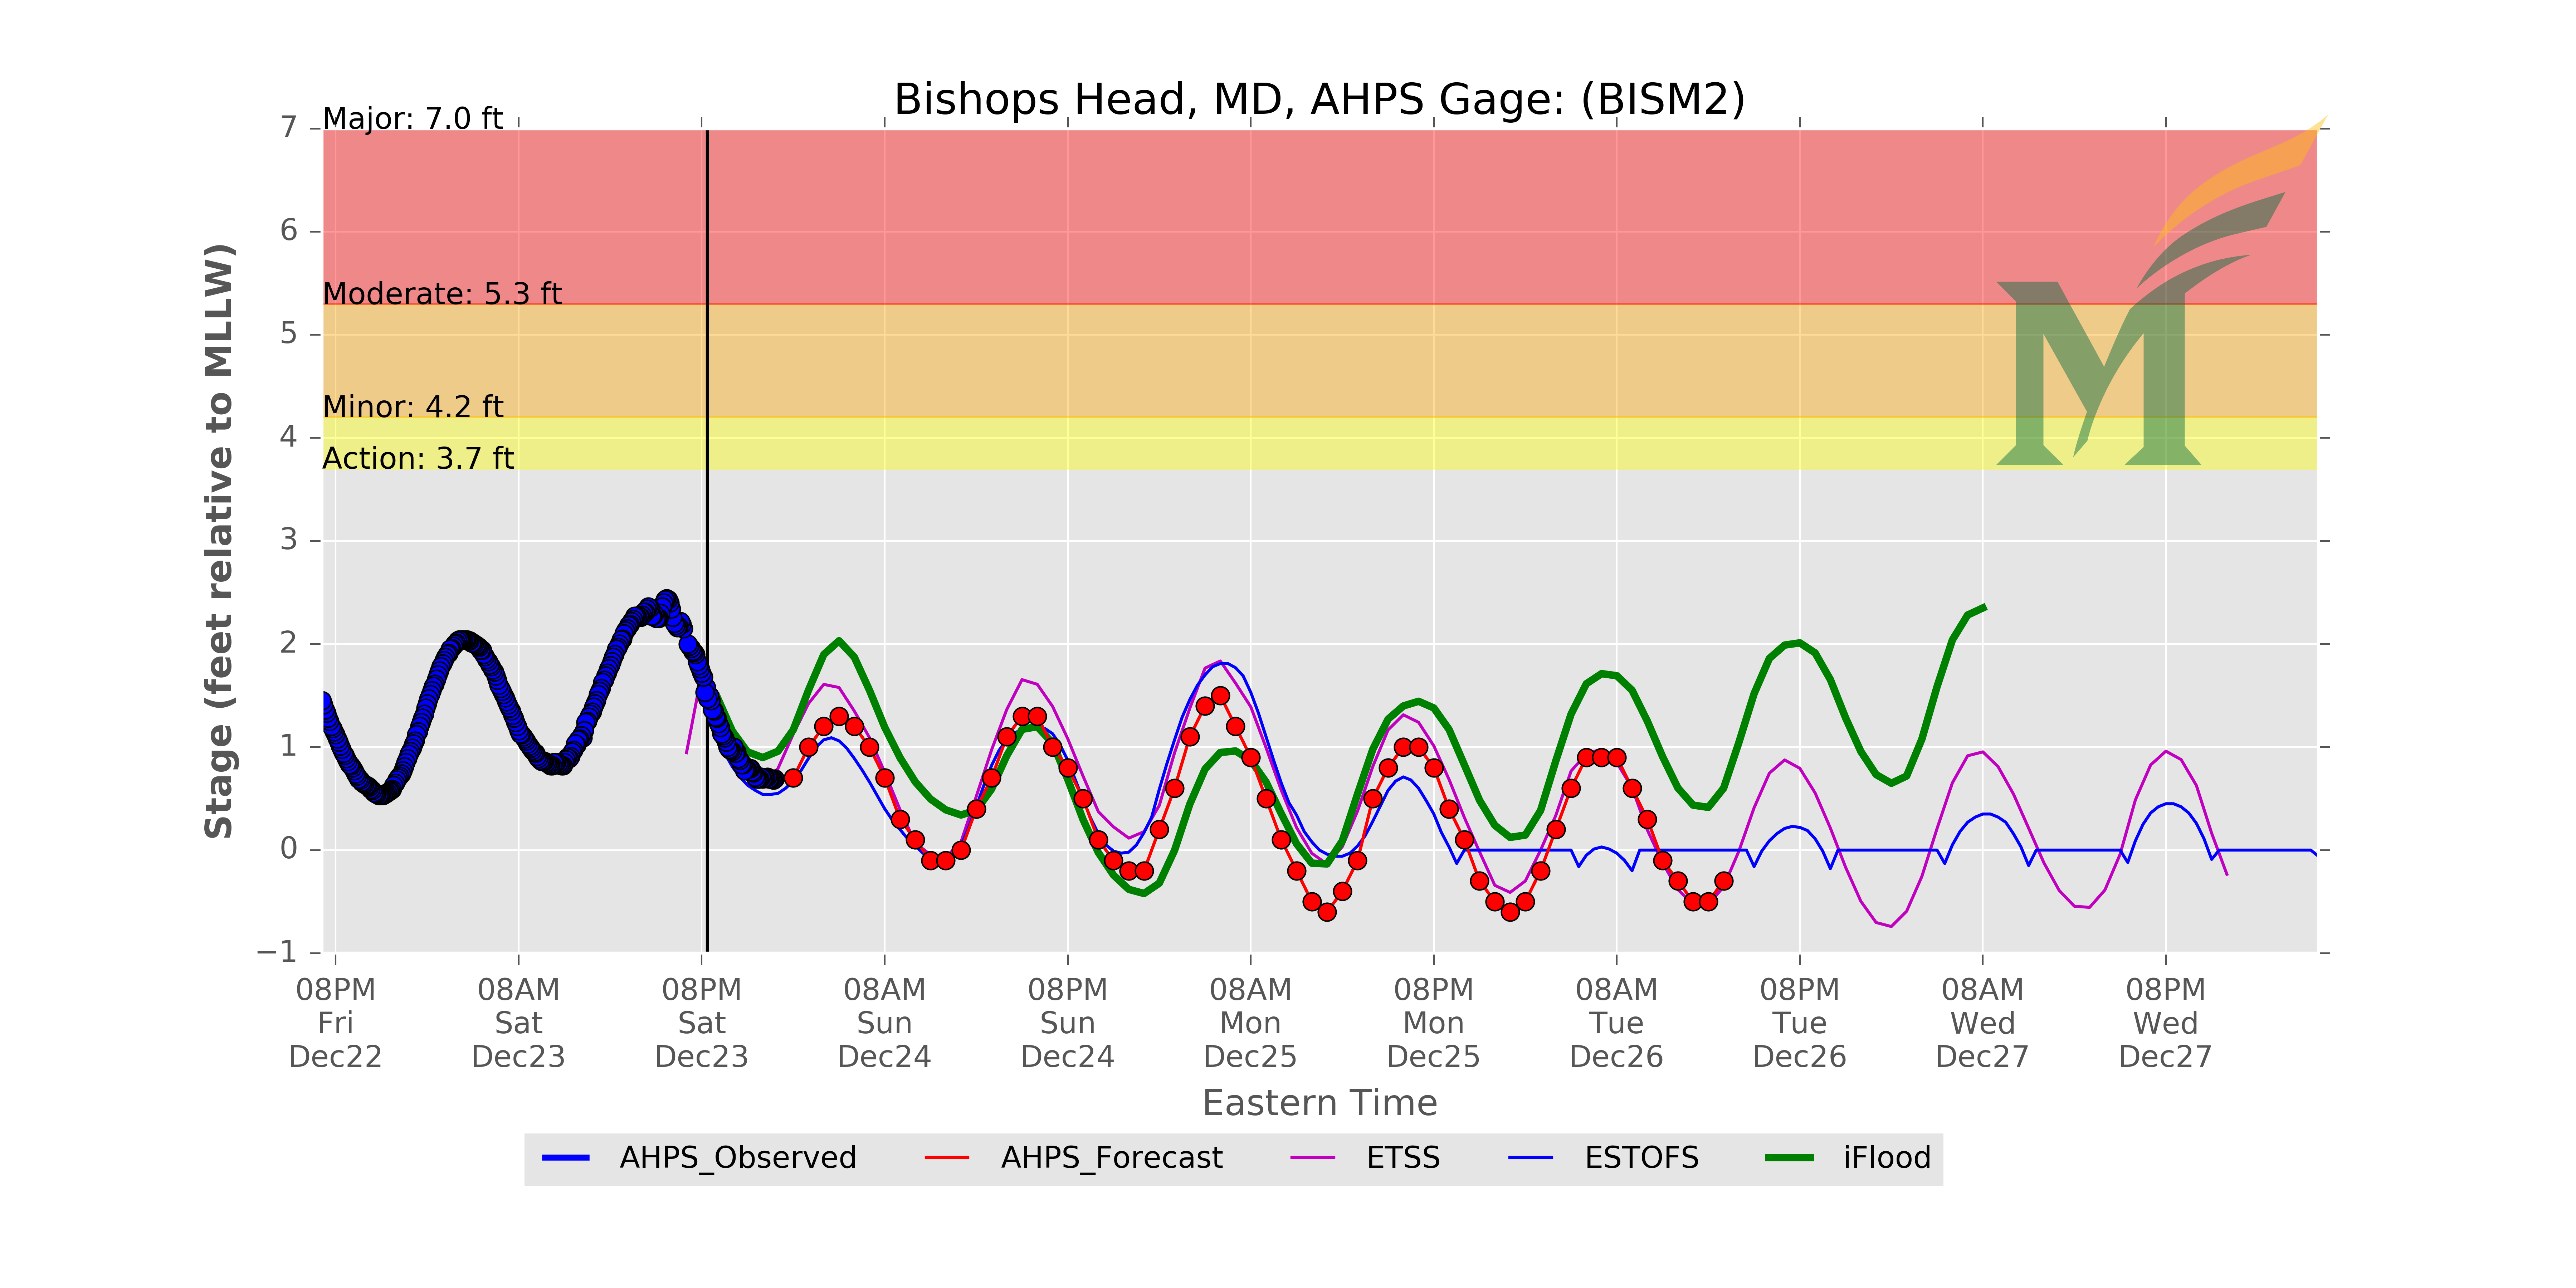 Bishops Head, MD, AHPS Gage: (BISM2)
Major: 7.0 ft
Moderate: 5.3 ft
Minor: 4.2 ft
Action: 3.7 ft
Stage (feet relative to MLLW)
7
6
5
4
3
2
1
0
−1
08PM Fri Dec22
08AM Sat Dec23
08PM Sat Dec23
08AM Sun Dec24
08PM Sun Dec24
08AM Mon Dec25
08PM Mon Dec25
08AM Tue Dec26
08PM Tue Dec26
08AM Wed Dec27
08PM Wed Dec27
Eastern Time
AHPS_Observed
AHPS_Forecast
ETSS
ESTOFS
iFlood
M